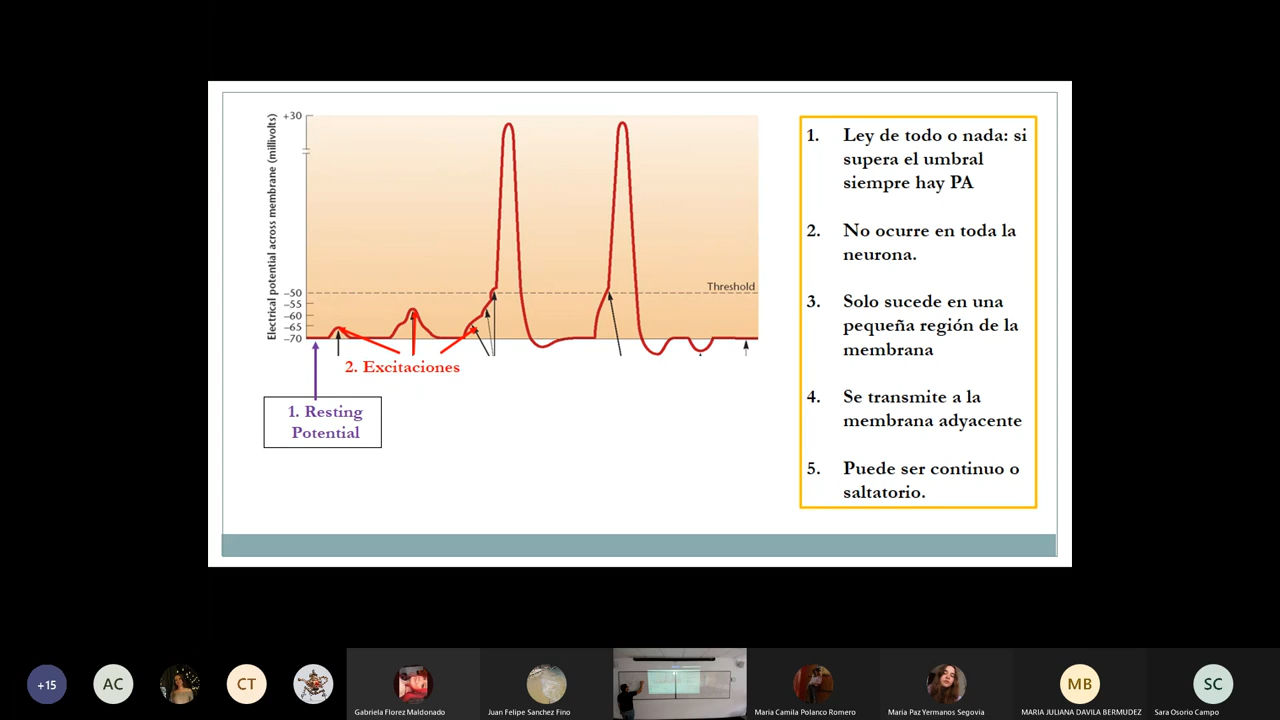 Electrical potential across membrane (millivolts)
+30
–50
–55
–60
–65
–70
Threshold
2. Excitaciones
1. Resting
Potential
1. Ley de todo o nada: si
supera el umbral
siempre hay PA
2. No ocurre en toda la
neurona.
3. Solo sucede en una
pequeña región de la
membrana
4. Se transmite a la
membrana adyacente
5. Puede ser continuo o
saltatorio.
+15
AC
CT
Gabriela Florez Maldonado
Juan Felipe Sanchez Fino
María Camila Polanco Romero
Maria Paz Yermanos Segovia
MB
MARIA JULIANA DAVILA BERMUDEZ
SC
Sara Osorio Campo